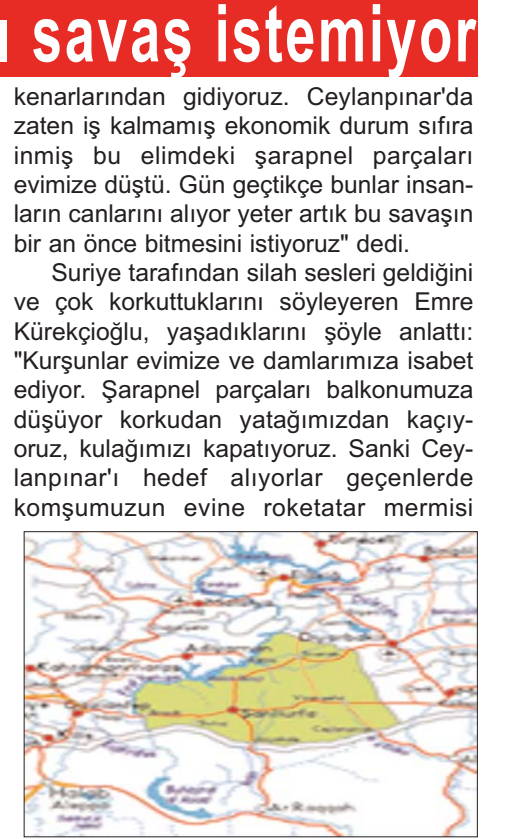 savaş istemiyor
kenarlarından gidiyoruz. Ceylanpınar'da
zaten iş kalmamış ekonomik durum sıfıra
inmiş bu elimdeki şarapnel parçaları
evimize düştü. Gün geçtikçe bunlar insan-
ların canlarını alıyor yeter artık bu savaşın
bir an önce bitmesini istiyoruz" dedi.
Suriye tarafından silah sesleri geldiğini
ve çok korkuttuklarını söyleyeren Emre
Kürekçioğlu, yaşadıklarını şöyle anlattı:
"Kurşunlar evimize ve damlarımıza isabet
ediyor. Şarapnel parçaları balkonumuza
düşüyor korkudan yatağımızdan kaçıy-
oruz, kulağımızı kapatıyoruz. Sanki Cey-
lanpınar'ı hedef alıyorlar geçenlerde
komşumuzun evine roketatar mermisi
Adiyaman
Sanliurfa
Halab
Aleppo
Ar Raqqah